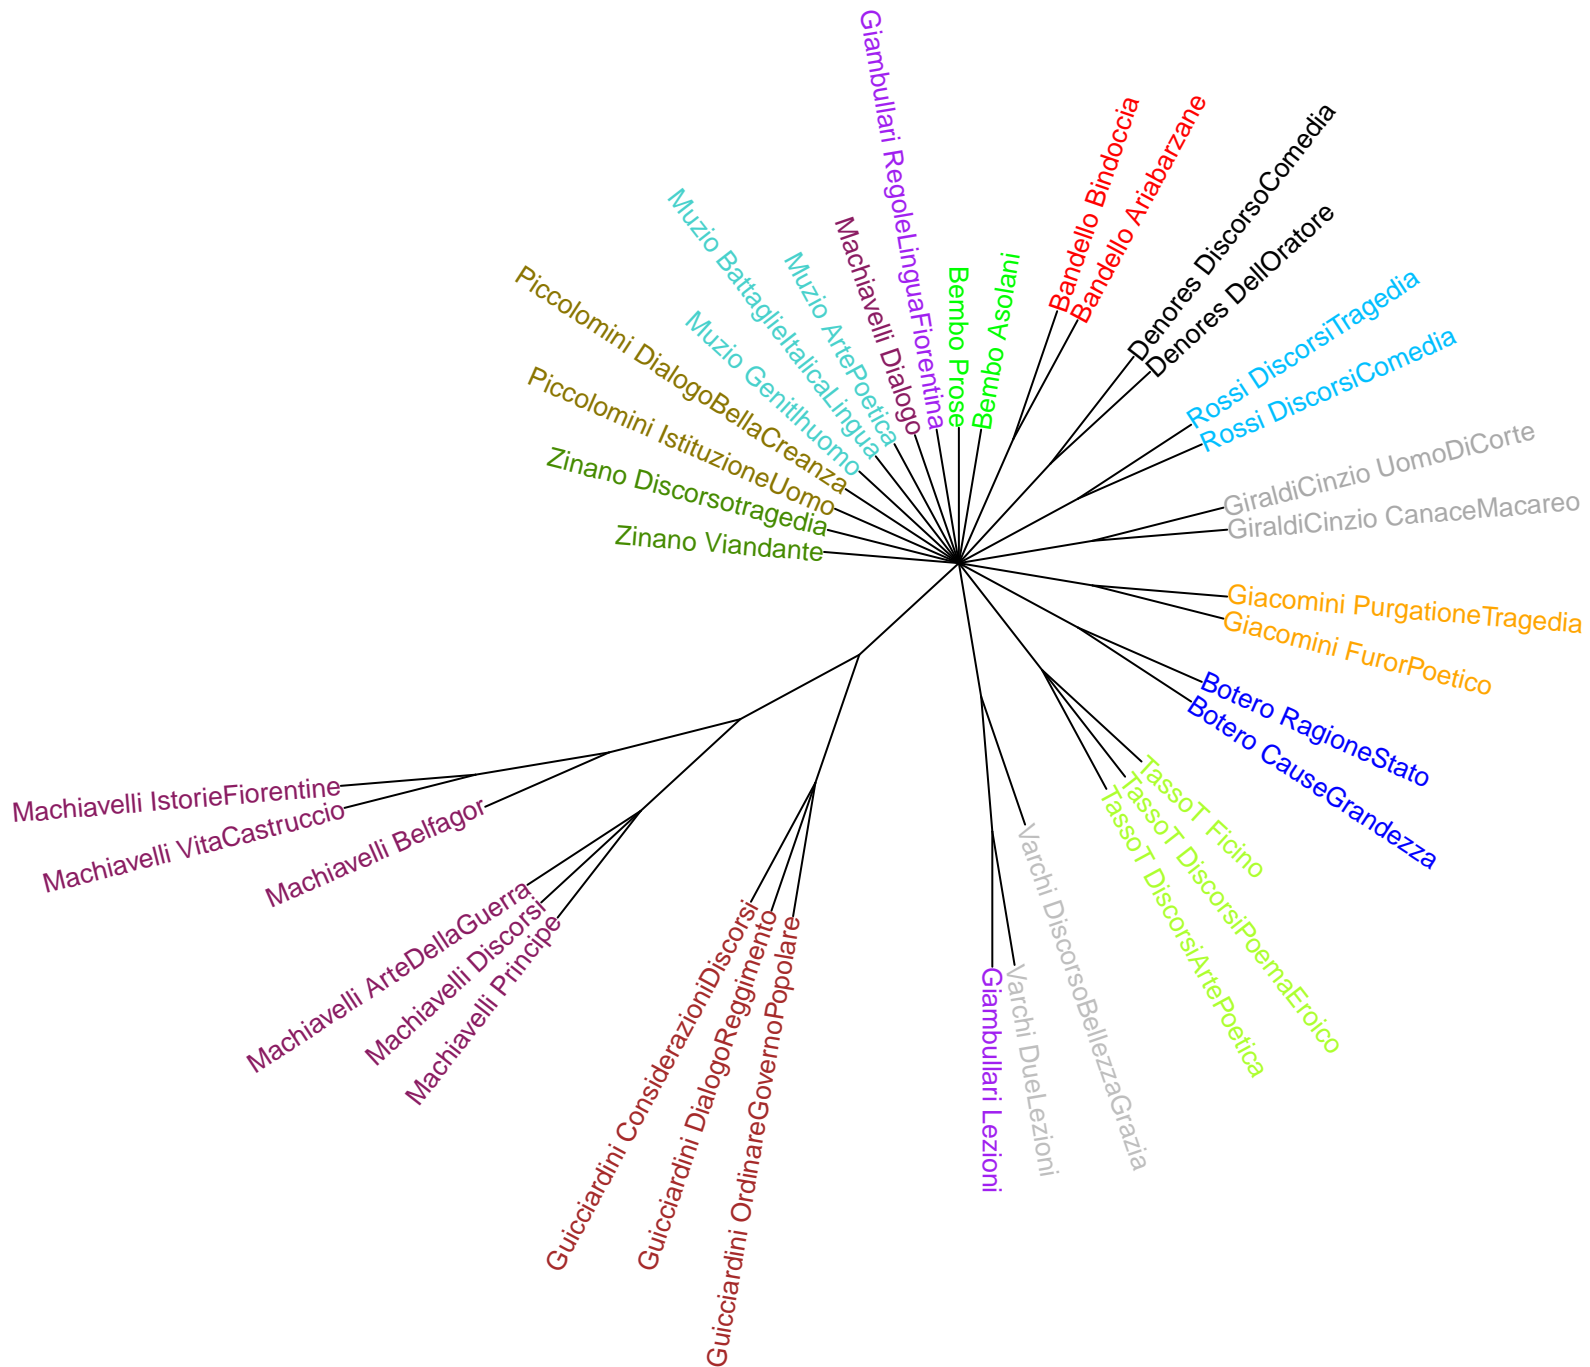 Giambullari RegoleLinguaFiorentina
Bembo Prose
Bembo Asolani
Bandello Bindoccia
Bandello Ariabarzane
Denores DiscorsoComedia
Denores DellOratore
Rossi DiscorsiTragedia
Rossi DiscorsiComedia
GiraldiCinzio UomoDiCorte
GiraldiCinzio CanaceMacareo
Giacomini PurgationeTragedia
Giacomini FurorPoetico
Botero RagioneStato
Botero CauseGrandezza
TassoT Ficino
TassoT DiscorsiPoemaEroico
TassoT DiscorsiArtePoetica
Varchi DiscorsoBellezzaGrazia
Varchi DueLezioni
Giambullari Lezioni
Guicciardini OrdinareGovernoPopolare
Guicciardini DialogoReggimento
Guicciardini ConsiderazioniDiscorsi
Machiavelli Principe
Machiavelli Discorsi
Machiavelli ArteDellaGuerra
Machiavelli Belfagor
Machiavelli VitaCastruccio
Machiavelli IstorieFiorentine
Zinano Viandante
Zinano Discorsotragedia
Piccolomini IstituzioneUomo
Piccolomini DialogoBellaCreanza
Muzio Genitlhuomo
Muzio BattaglieItalicaLingua
Muzio ArtePoetica
Machiavelli Dialogo